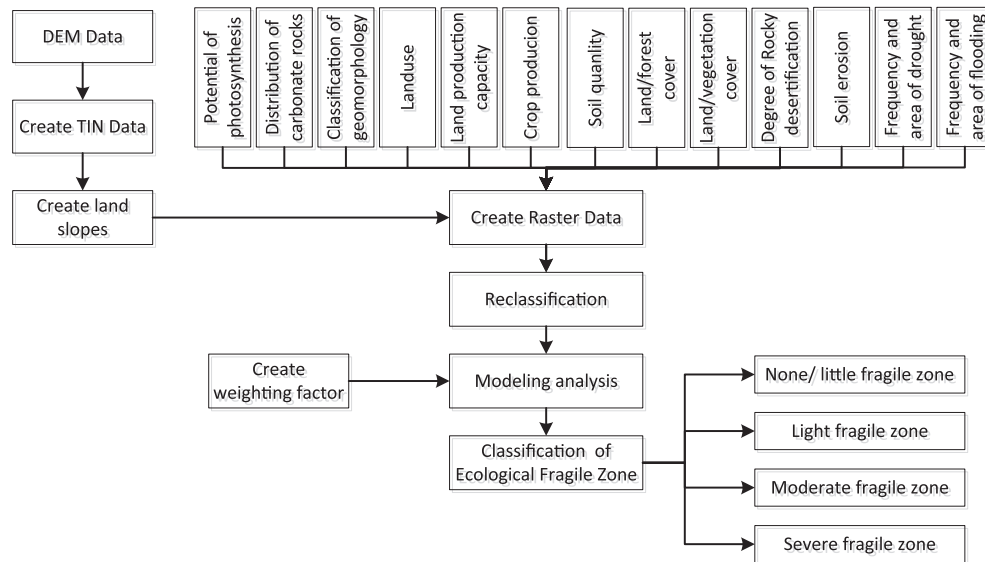 DEM Data
Create TIN Data
Create land
slopes
Potential of
photosynthesis
Distribution of
carbonate rocks
Classification of
geomorphology
Landuse
Land production
capacity
Crop producion
Soil quanlity
Land/forest
cover
Land/vegetation
cover
Degree of Rocky
desertification
Soil erosion
Frequency and
area of drought
Frequency and
area of flooding
Create Raster Data
Reclassification
Create
weighting factor
Modeling analysis
Classification of
Ecological Fragile Zone
None/ little fragile zone
Light fragile zone
Moderate fragile zone
Severe fragile zone